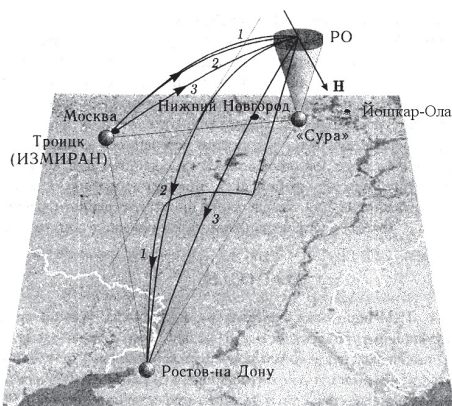 1
РО
2
3
Н
Москва
Нижний Новгород
Йошкар-Ола
Троицк
(ИЗМИРАН)
«Сура»
2
3
1
Ростов-на Дону